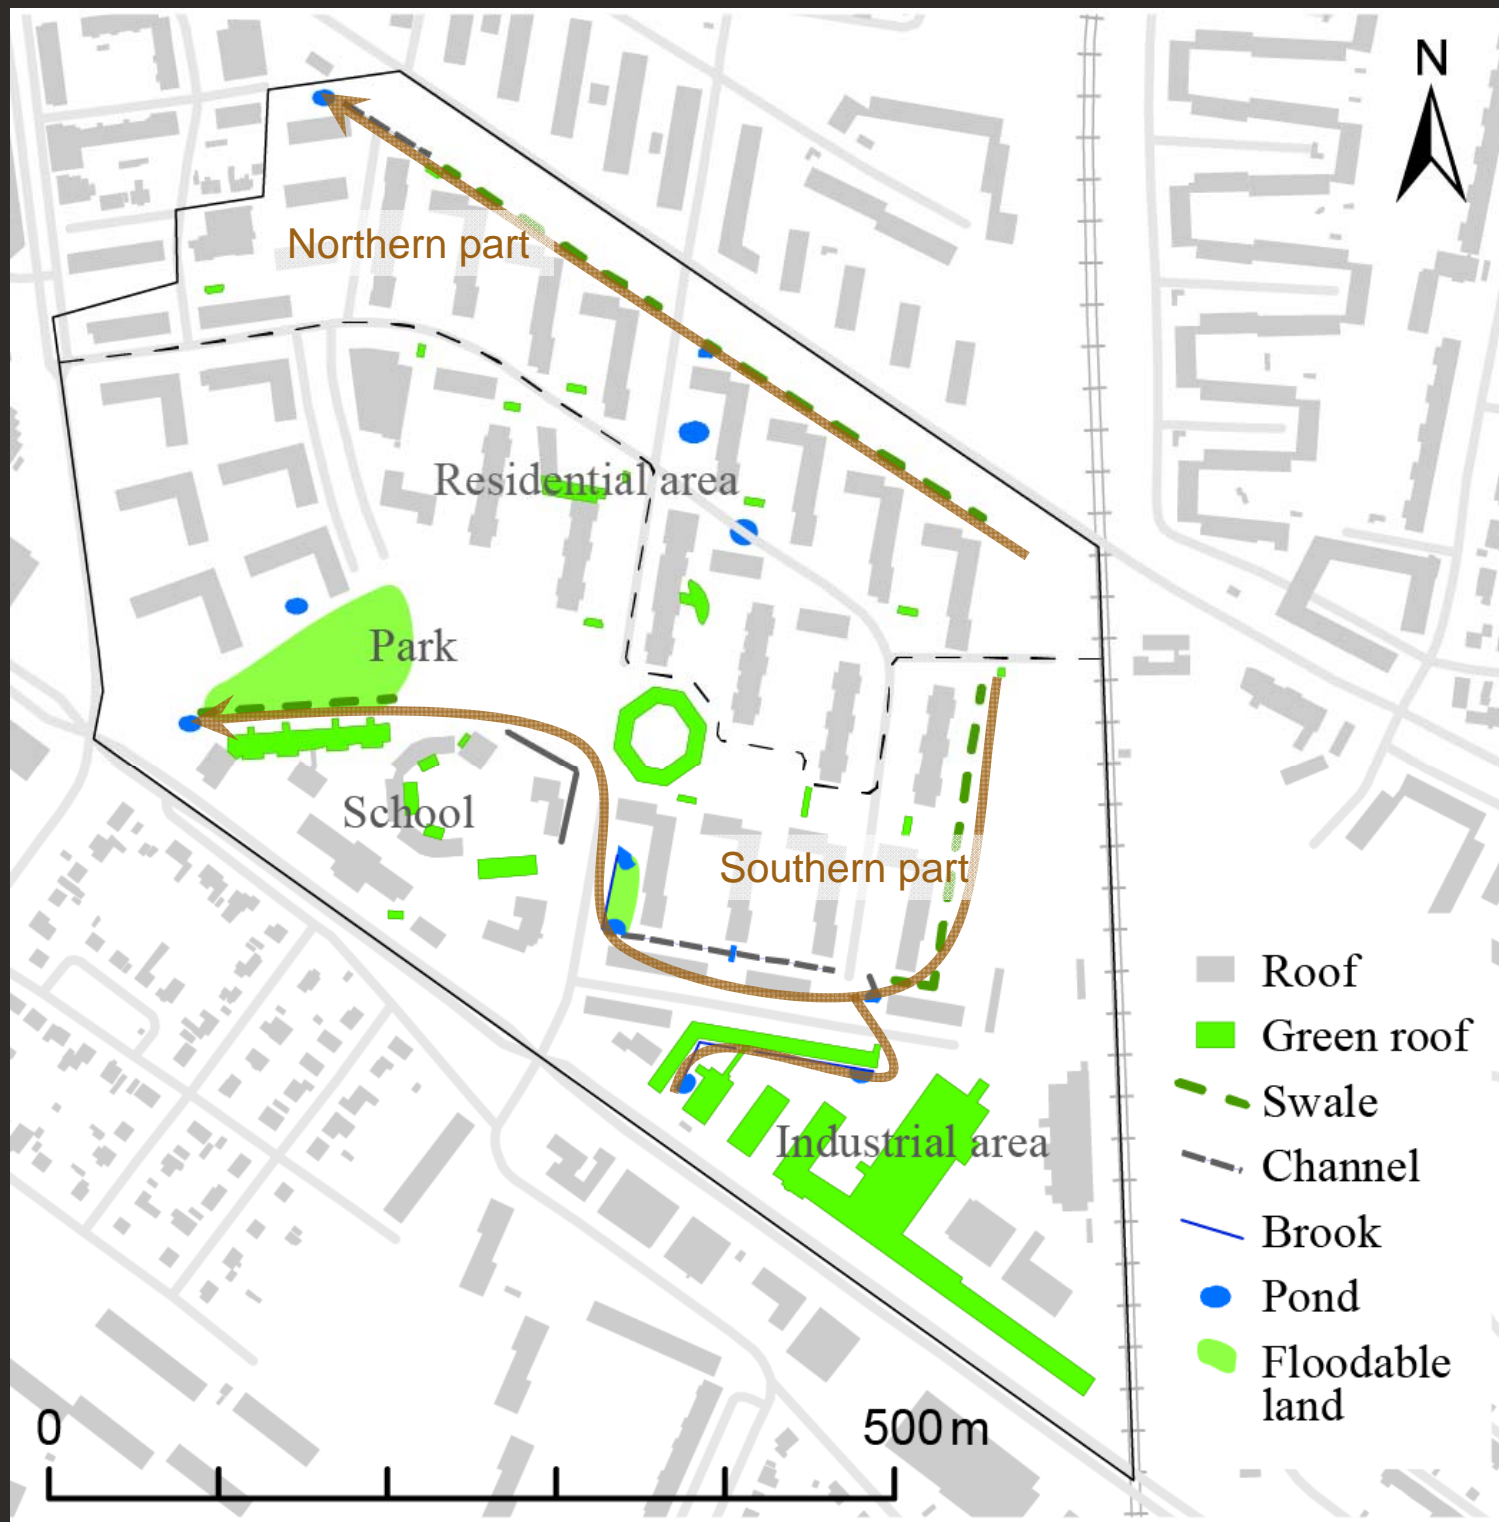 N
Northern part
Residential area
Park
School
Southern part
Industrial area
Roof
Green roof
Swale
Channel
Brook
Pond
Floodable
land
0
500 m